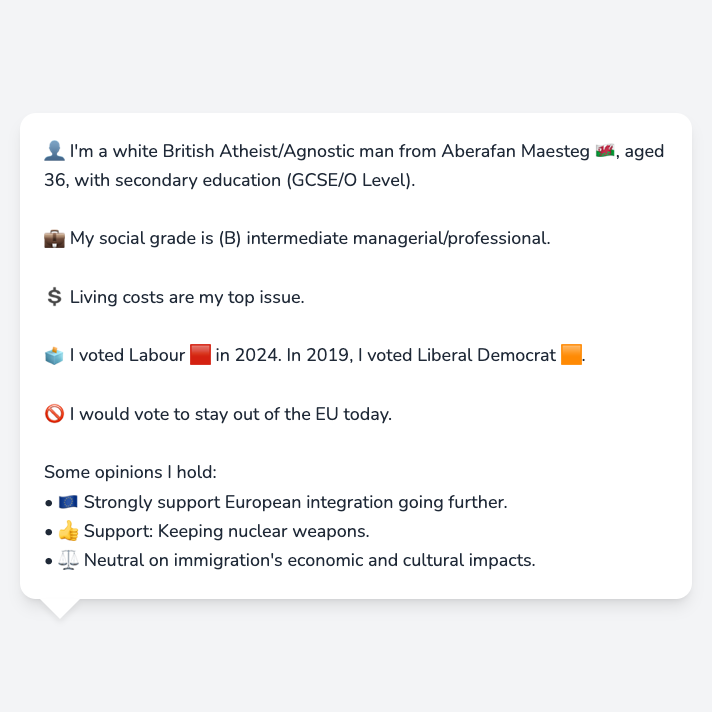 👤 I'm a white British Atheist/Agnostic man from Aberafan Maesteg 🏴󠁧󠁢󠁷󠁬󠁳󠁿, aged
36, with secondary education (GCSE/O Level).
💼 My social grade is (B) intermediate managerial/professional.
💲 Living costs are my top issue.
🗳️ I voted Labour 🟥 in 2024. In 2019, I voted Liberal Democrat 🟧.
🚫 I would vote to stay out of the EU today.
Some opinions I hold:
• 🇪🇺 Strongly support European integration going further.
• 👍 Support: Keeping nuclear weapons.
• ⚖️ Neutral on immigration's economic and cultural impacts.